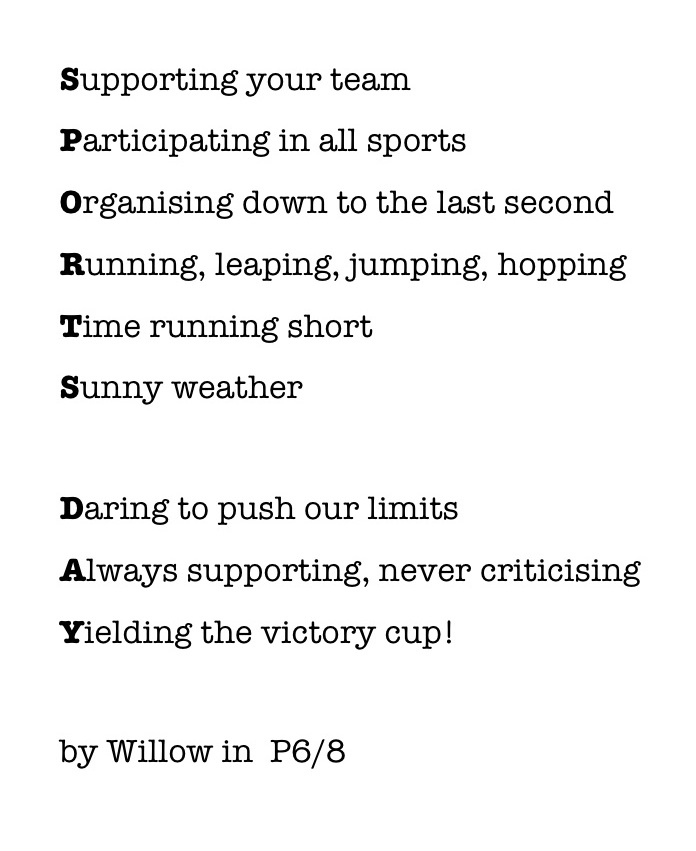 Supporting your team
Participating in all sports
Organising down to the last second
Running, leaping, jumping, hopping
Time running short
Sunny weather
Daring to push our limits
Always supporting, never criticising
Yielding the victory cup!
by Willow in  P6/8